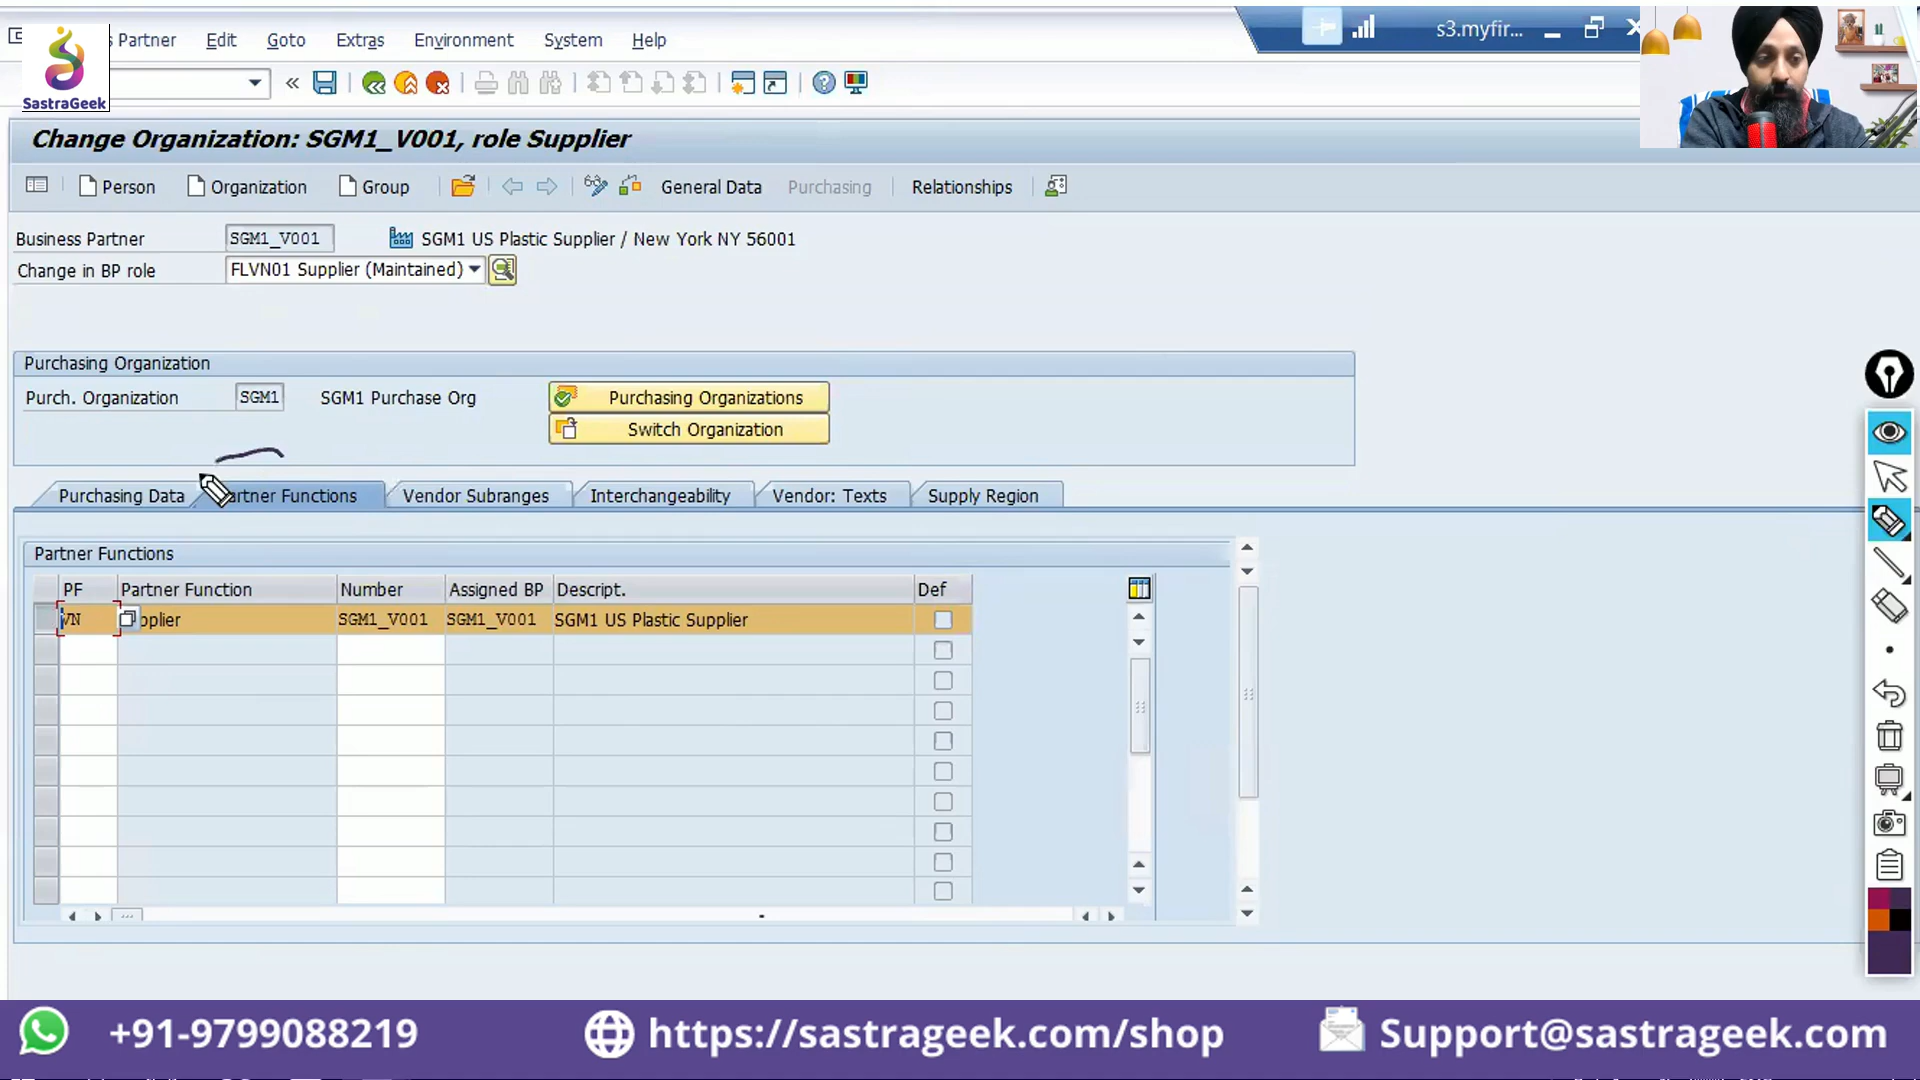 Partner Edit Goto Extras Environment System Help
s3.myfir...
SastraGeek
Change Organization: SGM1_V001, role Supplier
Person Organization Group General Data Purchasing Relationships
Business Partner SGM1_V001 SGM1 US Plastic Supplier / New York NY 56001
Change in BP role FLVN01 Supplier (Maintained)
Purchasing Organization
Purch. Organization SGM1 SGM1 Purchase Org Purchasing Organizations
Switch Organization
Purchasing Data artner Functions Vendor Subranges Interchangeability Vendor: Texts Supply Region
Partner Functions
PF Partner Function Number Assigned BP Descript. Def
VN pplier SGM1_V001 SGM1_V001 SGM1 US Plastic Supplier
+91-9799088219 https://sastrageek.com/shop Support@sastrageek.com